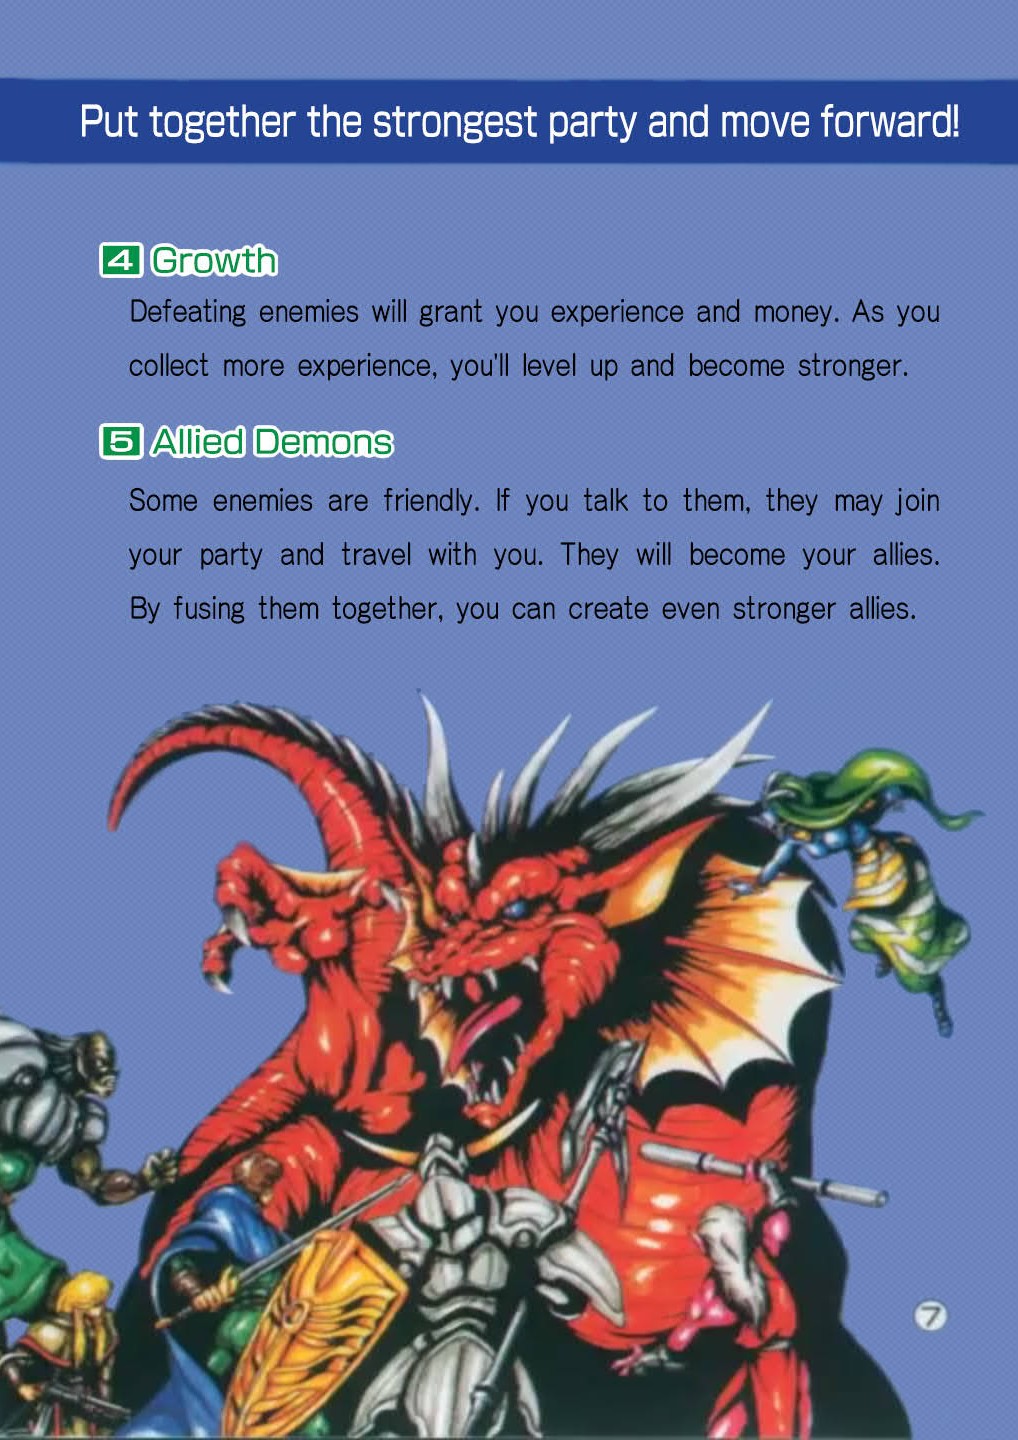 Put together the strongest party and move forward!
4 Growth
Defeating enemies will grant you experience and money. As you
collect more experience, you'll level up and become stronger.
5 Allied Demons
Some enemies are friendly. If you talk to them, they may join
your party and travel with you. They will become your allies.
By fusing them together, you can create even stronger allies.
7